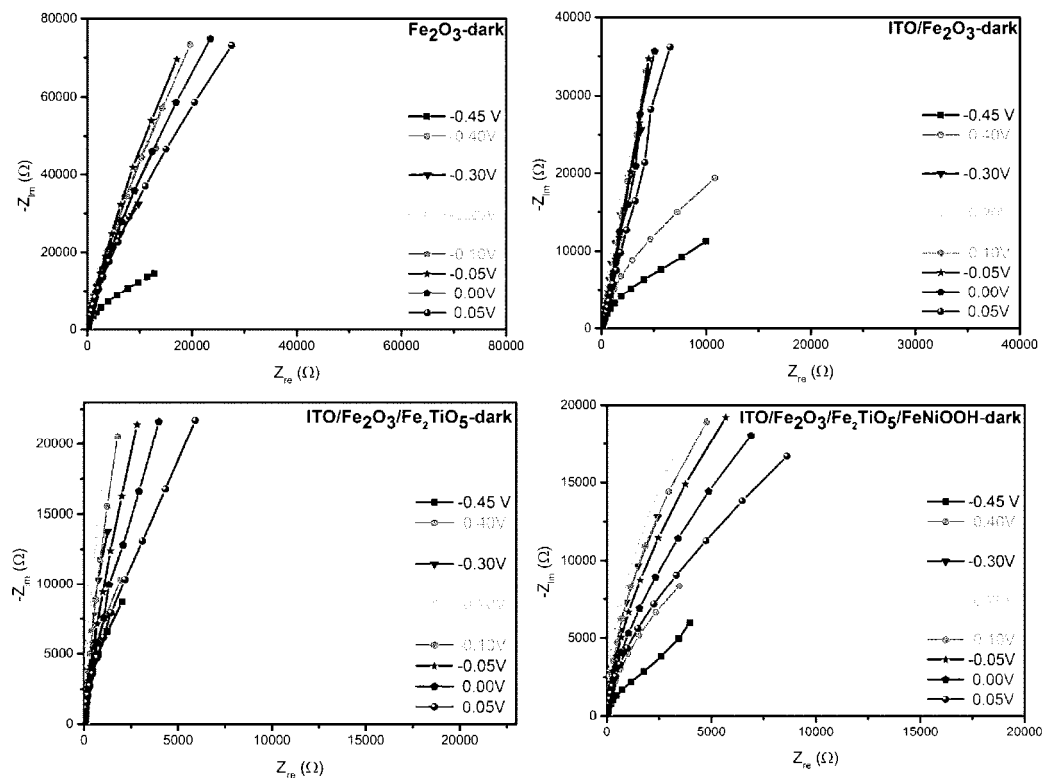 Fe₂O₃-dark
80000
60000
40000
20000
0
-Z_Im (Ω)
-0.45 V
0.40V
-0.30V
0.10V
-0.05V
0.00V
0.05V
0
20000
40000
60000
80000
Z_re (Ω)
ITO/Fe₂O₃-dark
40000
30000
20000
10000
0
-Z_Im (Ω)
-0.45 V
0.40V
-0.30V
0.10V
-0.05V
0.00V
0.05V
0
10000
20000
30000
40000
Z_re (Ω)
ITO/Fe₂O₃/Fe₂TiO₅-dark
20000
15000
10000
5000
0
-Z_Im (Ω)
-0.45 V
0.40V
-0.30V
0.10V
-0.05V
0.00V
0.05V
0
5000
10000
15000
20000
Z_re (Ω)
ITO/Fe₂O₃/Fe₂TiO₅/FeNiOOH-dark
20000
15000
10000
5000
0
-Z_Im (Ω)
-0.45 V
0.40V
-0.30V
0.10V
-0.05V
0.00V
0.05V
0
5000
10000
15000
20000
Z_re (Ω)